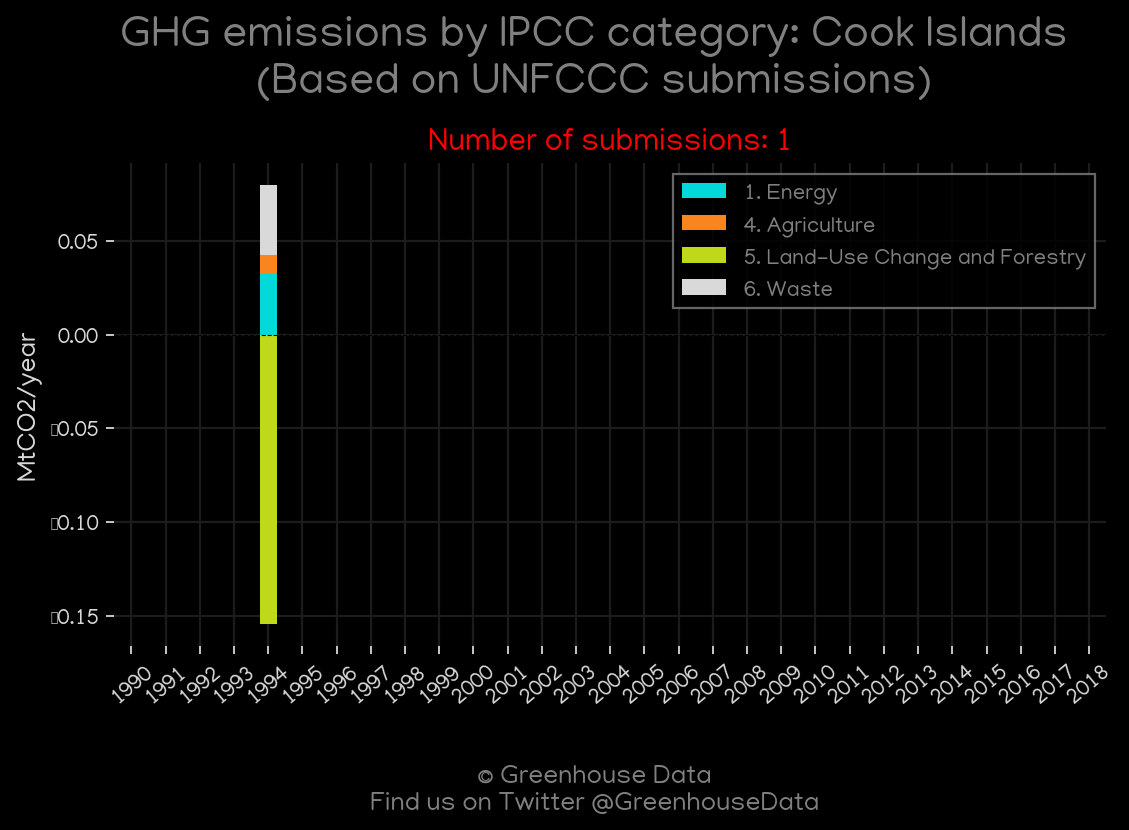 GHG emissions by IPCC category: Cook Islands
(Based on UNFCCC submissions)
Number of submissions: 1
1. Energy
4. Agriculture
5. Land-Use Change and Forestry
6. Waste
MtCO2/year
0.05
0.00
▯0.05
▯0.10
▯0.15
1990 1991 1992 1993 1994 1995 1996 1997 1998 1999 2000 2001 2002 2003 2004 2005 2006 2007 2008 2009 2010 2011 2012 2013 2014 2015 2016 2017 2018
© Greenhouse Data
Find us on Twitter @GreenhouseData